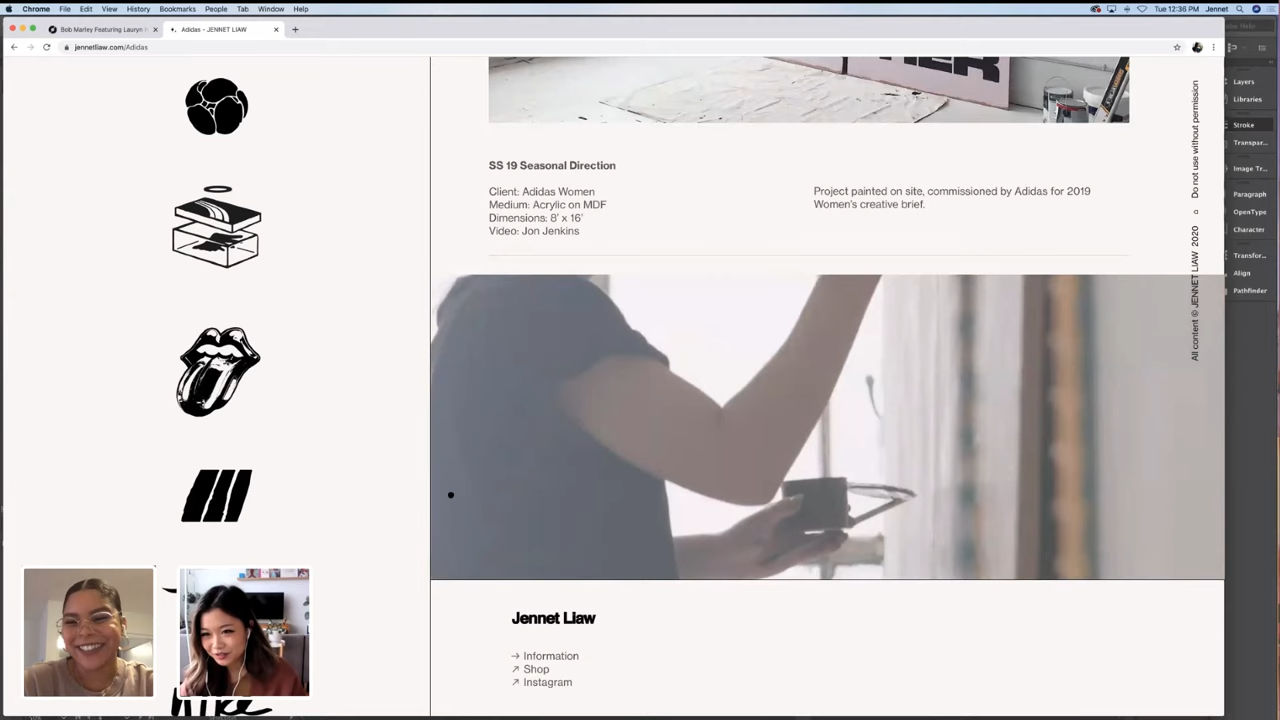 Chrome File Edit View History Bookmarks People Tab Window Help
Tue 12:36 PM Jennet
Bob Marley Featuring Lauryn
Adidas - JENNET LIAW
jennetliaw.com/Adidas
SS 19 Seasonal Direction
Client: Adidas Women
Medium: Acrylic on MDF
Dimensions: 8' x 16'
Video: Jon Jenkins
Project painted on site, commissioned by Adidas for 2019
Women's creative brief.
All content © JENNET LIAW 2020 Do not use without permission
Jennet Liaw
→ Information
↗ Shop
↗ Instagram
Layers
Libraries
Stroke
Transpar...
Image Tr...
Paragraph
OpenType
Character
Transfor...
Align
Pathfinder